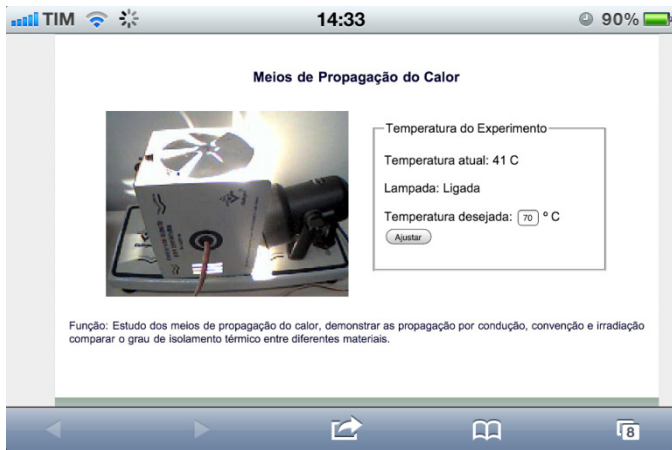 TIM 14:33 90%
Meios de Propagação do Calor
Temperatura do Experimento
Temperatura atual: 41 C
Lampada: Ligada
Temperatura desejada: 70 º C
Ajustar
Função: Estudo dos meios de propagação do calor, demonstrar as propagação por condução, convenção e irradiação
comparar o grau de isolamento térmico entre diferentes materiais.
8